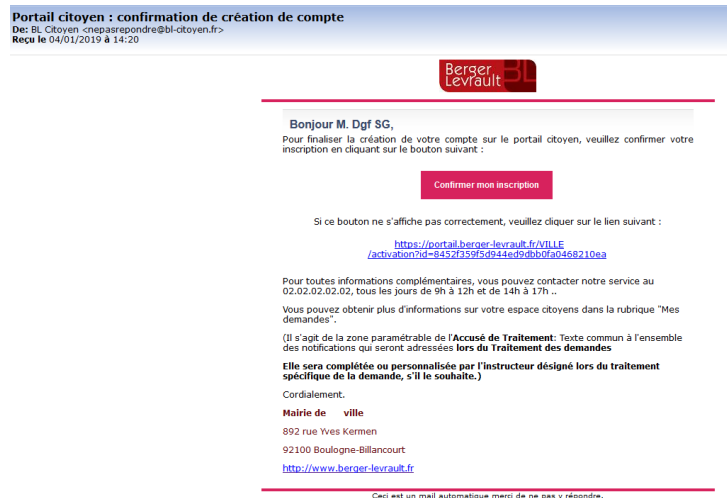 Portail citoyen : confirmation de création de compte
De: BL Citoyen <nepasrepondre@bl-citoyen.fr>
Reçu le 04/01/2019 à 14:20
Berger
Levrault
BL
Bonjour M. Dgf SG,
Pour finaliser la création de votre compte sur le portail citoyen, veuillez confirmer votre
inscription en cliquant sur le bouton suivant :
Confirmer mon inscription
Si ce bouton ne s'affiche pas correctement, veuillez cliquer sur le lien suivant :
https://portail.berger-levrault.fr/VILLE
/activation?id=8452f359f5d944ed9dbb0fa0468210ea
Pour toutes informations complémentaires, vous pouvez contacter notre service au
02.02.02.02.02, tous les jours de 9h à 12h et de 14h à 17h ..
Vous pouvez obtenir plus d'informations sur votre espace citoyens dans la rubrique "Mes
demandes".
(Il s'agit de la zone paramétrable de l'Accusé de Traitement: Texte commun à l'ensemble
des notifications qui seront adressées lors du Traitement des demandes
Elle sera complétée ou personnalisée par l'instructeur désigné lors du traitement
spécifique de la demande, s'il le souhaite.)
Cordialement.
Mairie de ville
892 rue Yves Kermen
92100 Boulogne-Billancourt
http://www.berger-levrault.fr
Ceci est un mail automatique merci de ne pas y répondre.